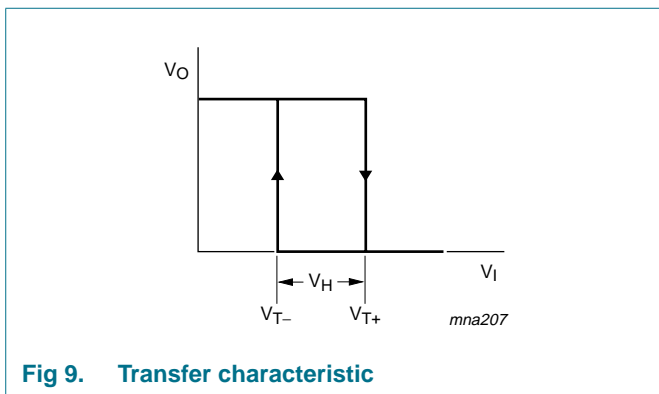 VO
VH
VI
VT−
VT+
mna207
Fig 9. Transfer characteristic